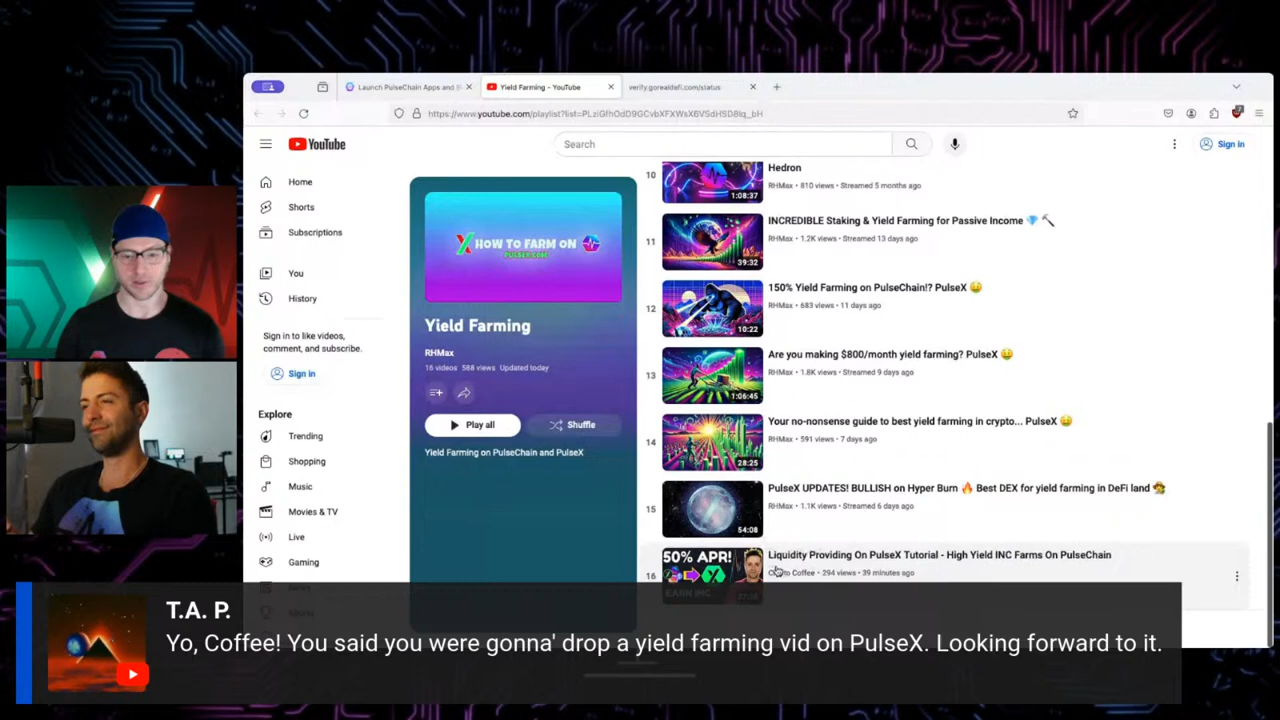 Launch PulseChain Apps and B
Yield Farming - YouTube
verify.gorealdefi.com/status
YouTube
Search
Sign in
Home
Shorts
Subscriptions
You
History
Sign in to like videos,
comment, and subscribe.
Sign in
Explore
Trending
Shopping
Music
Movies & TV
Live
Gaming
HOW TO FARM ON
PULSEX.COM
Yield Farming
RHMax
16 videos 588 views Updated today
Play all
Shuffle
Yield Farming on PulseChain and PulseX
10
1:08:37
Hedron
RHMax • 810 views • Streamed 5 months ago
11
39:32
INCREDIBLE Staking & Yield Farming for Passive Income 💎 🔨
RHMax • 1.2K views • Streamed 13 days ago
12
10:22
150% Yield Farming on PulseChain!? PulseX 🤑
RHMax • 683 views • 11 days ago
13
1:06:45
Are you making $800/month yield farming? PulseX 🤑
RHMax • 1.8K views • Streamed 9 days ago
14
28:25
Your no-nonsense guide to best yield farming in crypto... PulseX 🤑
RHMax • 591 views • 7 days ago
15
54:08
PulseX UPDATES! BULLISH on Hyper Burn 🔥 Best DEX for yield farming in DeFi land 🤠
RHMax • 1.1K views • Streamed 6 days ago
16
50% APR!
EARN INC
Liquidity Providing On PulseX Tutorial - High Yield INC Farms On PulseChain
Coffee • 294 views • 39 minutes ago
T.A. P.
Yo, Coffee! You said you were gonna' drop a yield farming vid on PulseX. Looking forward to it.